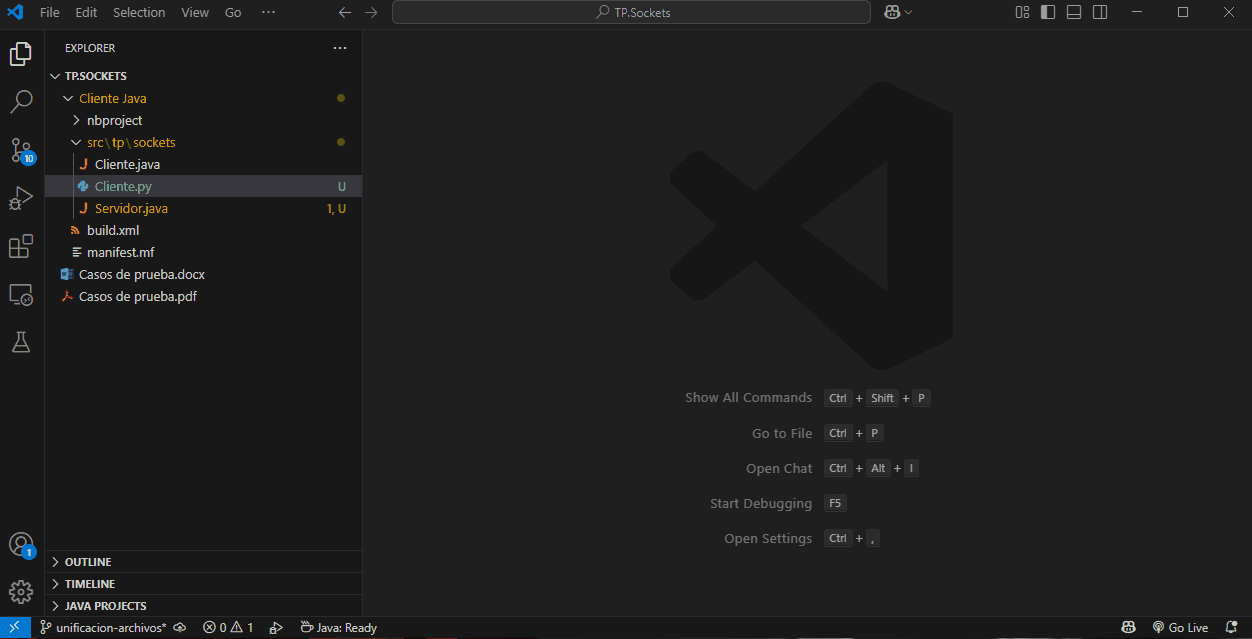 File Edit Selection View Go ···
TP.Sockets
EXPLORER ···
TP.SOCKETS
Cliente Java
nbproject
src\tp\sockets
Cliente.java
Cliente.py U
Servidor.java 1, U
build.xml
manifest.mf
Casos de prueba.docx
Casos de prueba.pdf
10
Show All Commands Ctrl + Shift + P
Go to File Ctrl + P
Open Chat Ctrl + Alt + I
Start Debugging F5
Open Settings Ctrl + ,
1
OUTLINE
TIMELINE
JAVA PROJECTS
unificacion-archivos* 0 1 Java: Ready Go Live